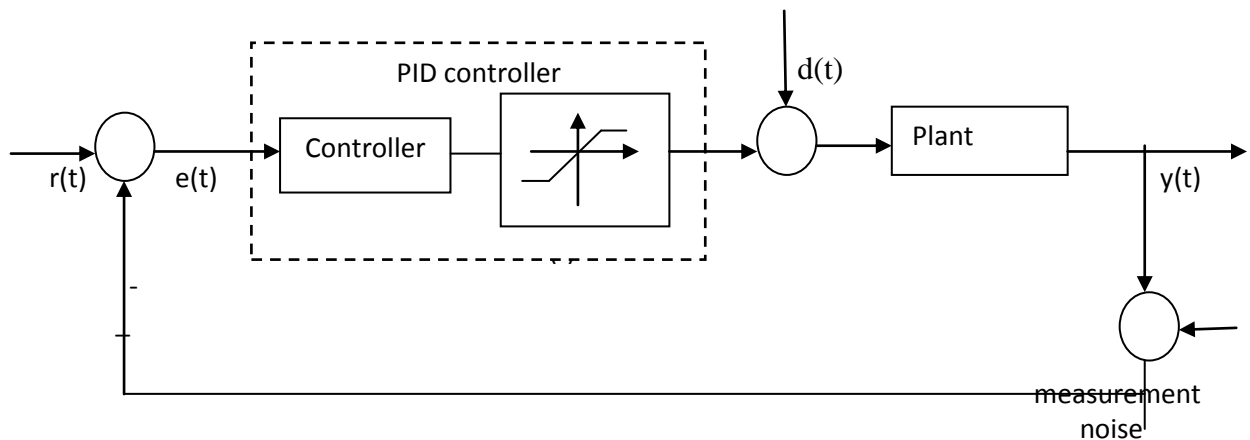 PID controller
d(t)
Controller
Plant
r(t)
e(t)
y(t)
-
measurement
noise